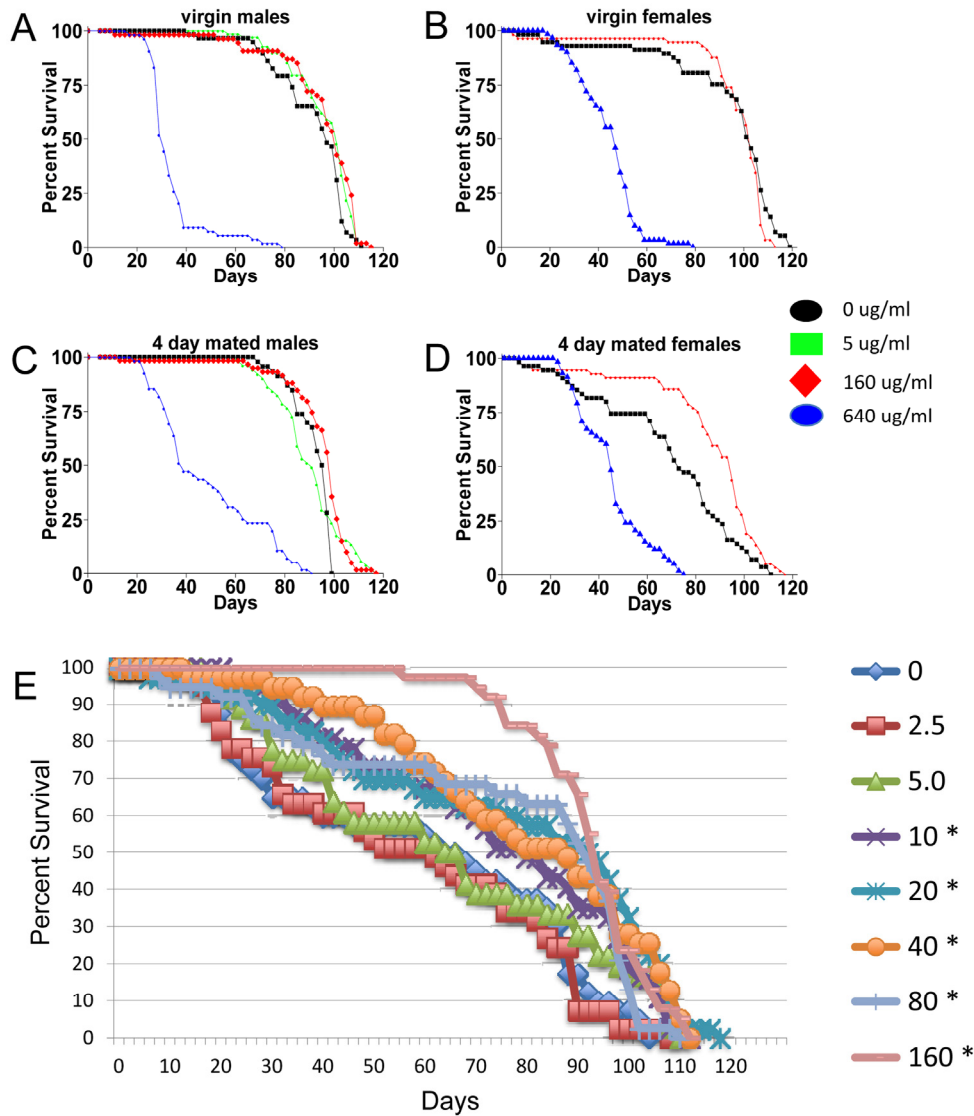 A
virgin males
Percent Survival
100
75
50
25
0
0 20 40 60 80 100 120
Days
B
virgin females
Percent Survival
100
75
50
25
0
0 20 40 60 80 100 120
Days
0 ug/ml
5 ug/ml
160 ug/ml
640 ug/ml
C
4 day mated males
Percent Survival
100
75
50
25
0
0 20 40 60 80 100 120
Days
D
4 day mated females
Percent Survival
100
75
50
25
0
0 20 40 60 80 100 120
Days
E
Percent Survival
100
90
80
70
60
50
40
30
20
10
0
0 10 20 30 40 50 60 70 80 90 100 110 120
Days
0
2.5
5.0
10 *
20 *
40 *
80 *
160 *